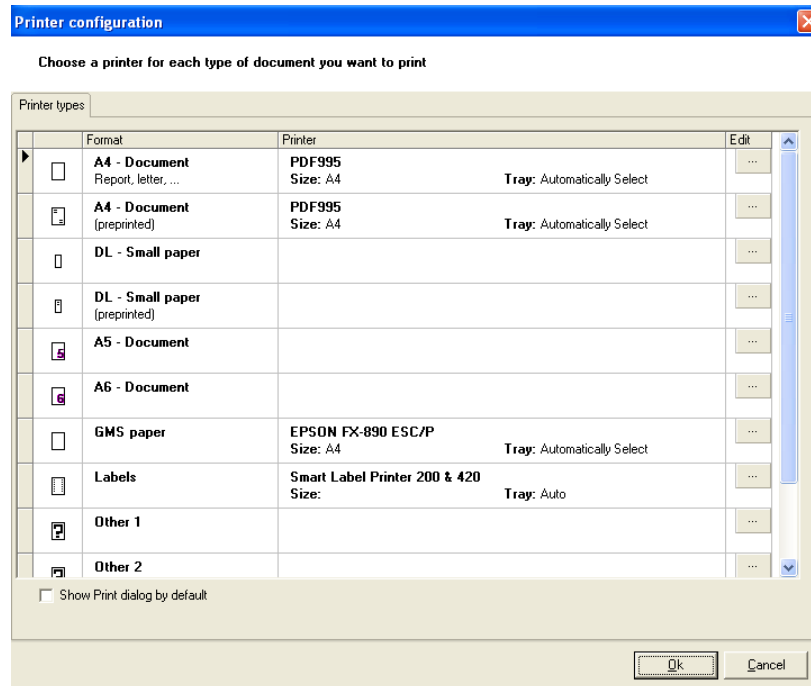 Printer configuration
Choose a printer for each type of document you want to print
Printer types
Format Printer Edit
A4 - Document PDF995 ...
Report, letter, ... Size: A4 Tray: Automatically Select
A4 - Document PDF995 ...
(preprinted) Size: A4 Tray: Automatically Select
DL - Small paper ...
DL - Small paper ...
(preprinted)
5 A5 - Document ...
6 A6 - Document ...
GMS paper EPSON FX-890 ESC/P ...
Size: A4 Tray: Automatically Select
Labels Smart Label Printer 200 & 420 ...
Size: Tray: Auto
? Other 1 ...
? Other 2 ...
Show Print dialog by default
Ok Cancel